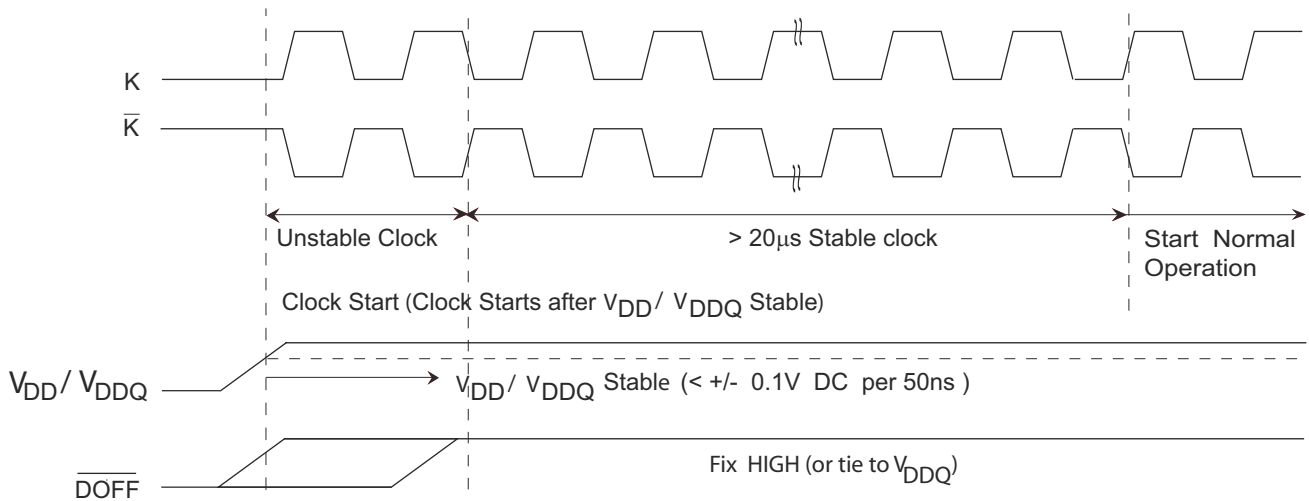 K
K
Unstable Clock
> 20μs Stable clock
Start Normal
Operation
Clock Start (Clock Starts after VDD / VDDQ Stable)
VDD / VDDQ
VDD / VDDQ Stable (< +/- 0.1V DC per 50ns )
Fix HIGH (or tie to VDDQ)
DOFF